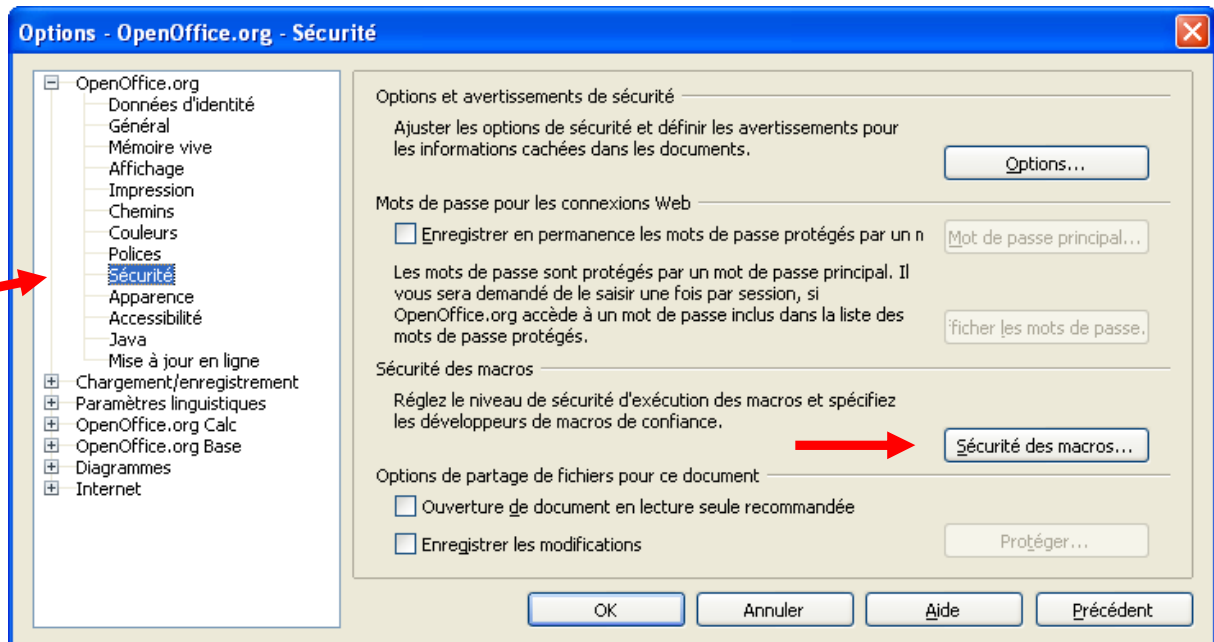 Options - OpenOffice.org - Sécurité
OpenOffice.org
Données d'identité
Général
Mémoire vive
Affichage
Impression
Chemins
Couleurs
Polices
Sécurité
Apparence
Accessibilité
Java
Mise à jour en ligne
Chargement/enregistrement
Paramètres linguistiques
OpenOffice.org Calc
OpenOffice.org Base
Diagrammes
Internet
Options et avertissements de sécurité
Ajuster les options de sécurité et définir les avertissements pour
les informations cachées dans les documents.
Options...
Mots de passe pour les connexions Web
Enregistrer en permanence les mots de passe protégés par un n
Mot de passe principal...
Les mots de passe sont protégés par un mot de passe principal. Il
vous sera demandé de le saisir une fois par session, si
OpenOffice.org accède à un mot de passe inclus dans la liste des
mots de passe protégés.
ficher les mots de passe.
Sécurité des macros
Réglez le niveau de sécurité d'exécution des macros et spécifiez
les développeurs de macros de confiance.
Sécurité des macros...
Options de partage de fichiers pour ce document
Ouverture de document en lecture seule recommandée
Enregistrer les modifications
Protéger...
OK
Annuler
Aide
Précédent